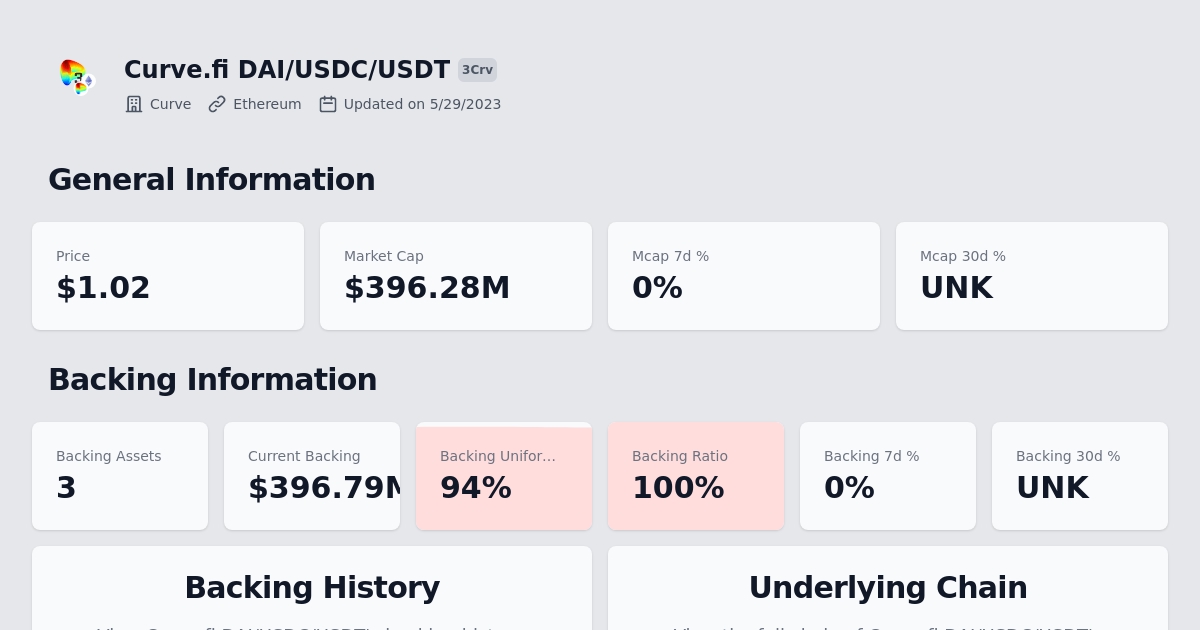 Curve.fi DAI/USDC/USDT 3Crv
Curve Ethereum Updated on 5/29/2023
General Information
Price
$1.02
Market Cap
$396.28M
Mcap 7d %
0%
Mcap 30d %
UNK
Backing Information
Backing Assets
3
Current Backing
$396.79M
Backing Unifor...
94%
Backing Ratio
100%
Backing 7d %
0%
Backing 30d %
UNK
Backing History
Underlying Chain